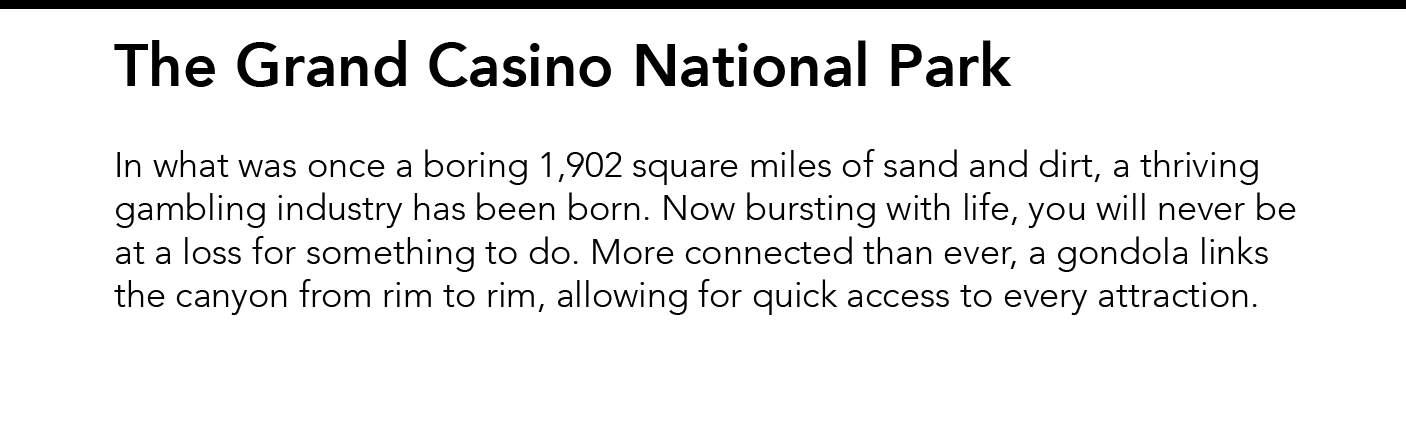 The Grand Casino National Park
In what was once a boring 1,902 square miles of sand and dirt, a thriving
gambling industry has been born. Now bursting with life, you will never be
at a loss for something to do. More connected than ever, a gondola links
the canyon from rim to rim, allowing for quick access to every attraction.